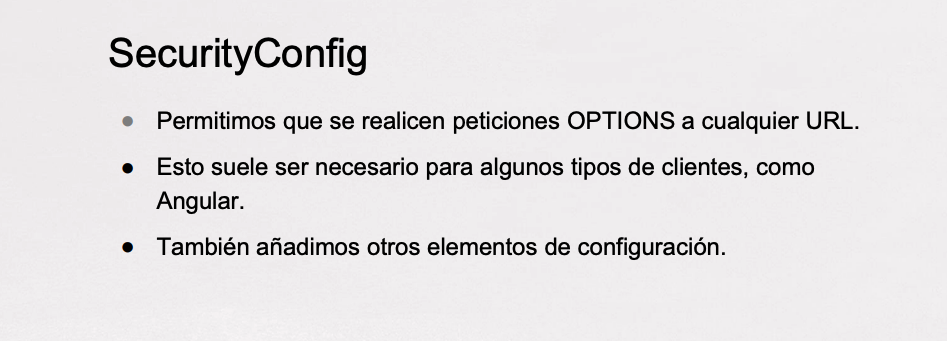 SecurityConfig
● Permitimos que se realicen peticiones OPTIONS a cualquier URL.
● Esto suele ser necesario para algunos tipos de clientes, como
Angular.
● También añadimos otros elementos de configuración.